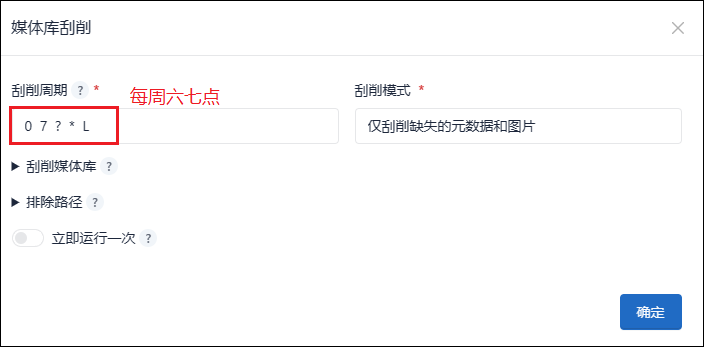 媒体库刮削
刮削周期 ? *
每周六七点
刮削模式 *
0 7 ? * L
仅刮削缺失的元数据和图片
刮削媒体库 ?
排除路径 ?
立即运行一次 ?
确定